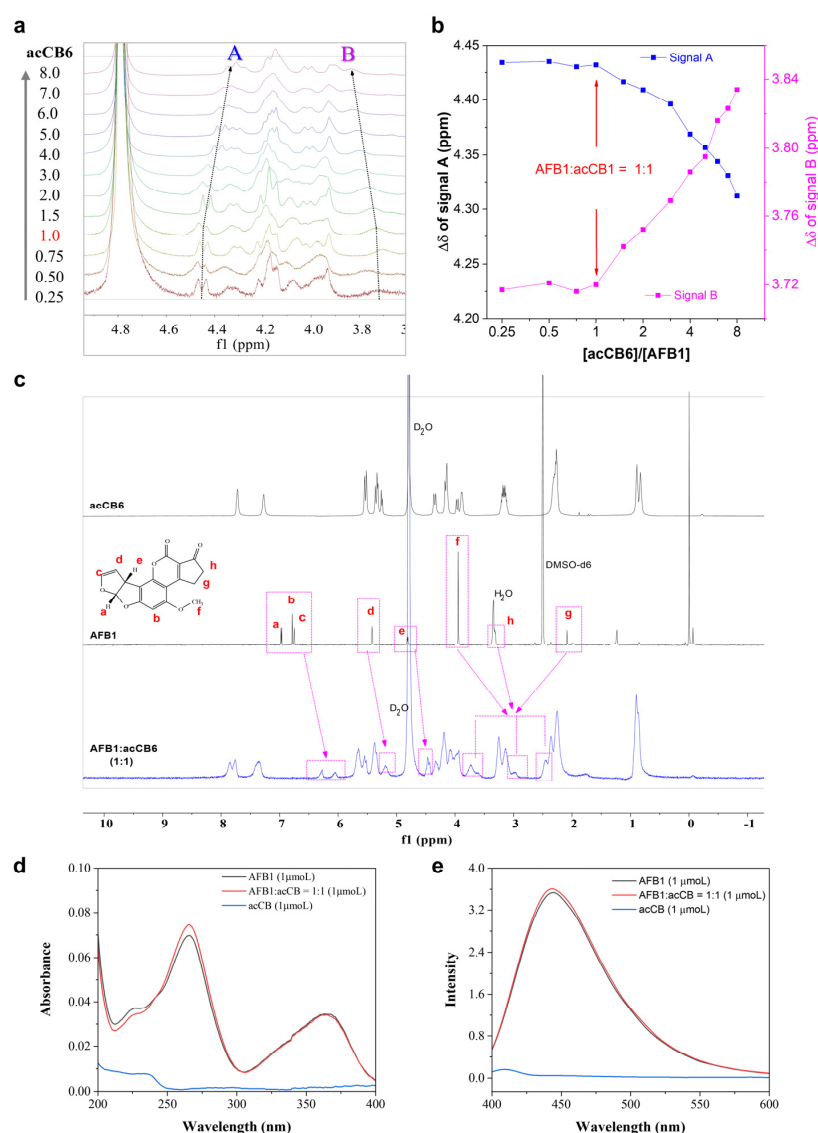 a
acCB6
A
B
8.0
7.0
6.0
5.0
4.0
3.0
2.0
1.5
1.0
0.75
0.50
0.25
4.8 4.6 4.4 4.2 4.0 3.8 3.
f1 (ppm)
b
4.45
4.40
4.35
4.30
4.25
4.20
Δδ of signal A (ppm)
Signal A
AFB1:acCB1 = 1:1
Signal B
3.84
3.80
3.76
3.72
Δδ of signal B (ppm)
0.25 0.5 1 2 4 8
[acCB6]/[AFB1]
c
D2O
acCB6
O O
c d e H O h
g
O
a H O b O CH3 f
AFB1
a b c
d
e
f
H2O
h
DMSO-d6
g
D2O
AFB1:acCB6
(1:1)
10 9 8 7 6 5 4 3 2 1 0 -1
f1 (ppm)
d
0.10
0.08
0.06
0.04
0.02
0.00
Absorbance
AFB1 (1μmoL)
AFB1:acCB = 1:1 (1μmoL)
acCB (1μmoL)
200 250 300 350 400
Wavelength (nm)
e
3.6
3.0
2.4
1.8
1.2
0.6
0.0
Intensity
AFB1 (1 μmoL)
AFB1:acCB = 1:1 (1 μmoL)
acCB (1 μmoL)
400 450 500 550 600
Wavelength (nm)